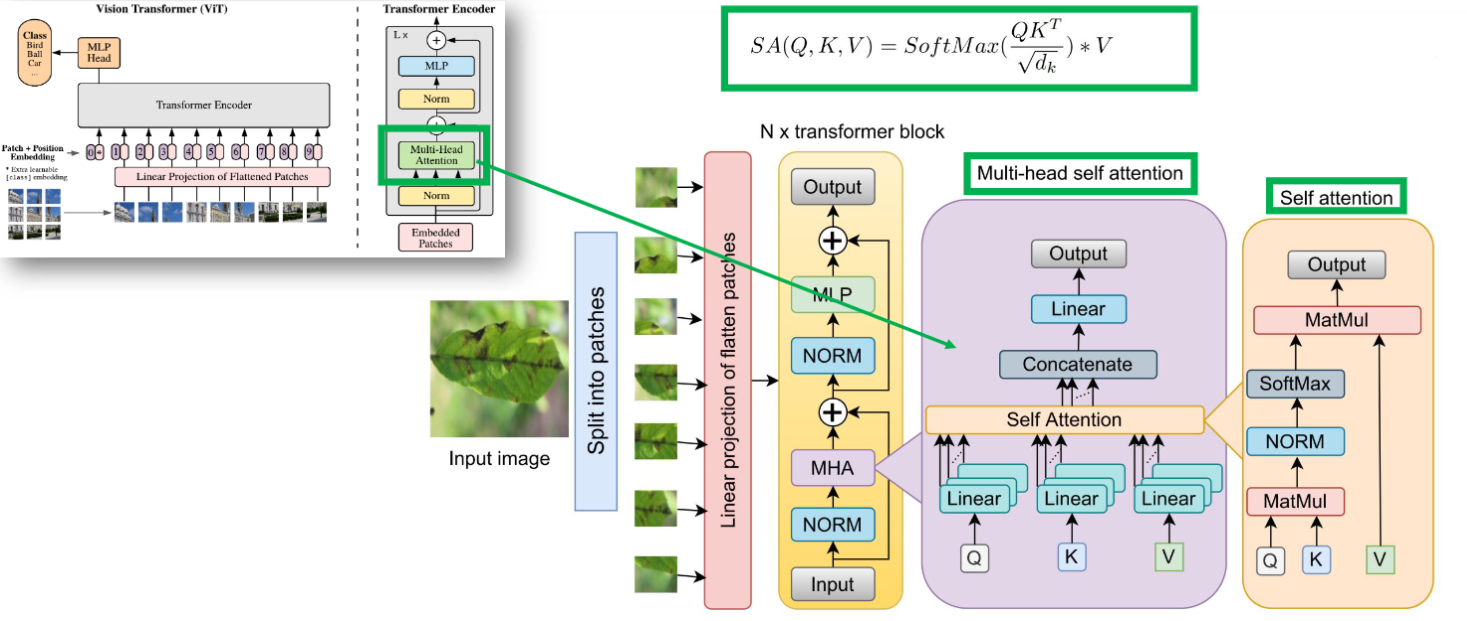 Vision Transformer (ViT)
Class
Bird
Ball
Car
...
MLP
Head
Transformer Encoder
Patch + Position
Embedding
* Extra learnable
[class] embedding
0 *
1
2
3
4
5
6
7
8
9
Linear Projection of Flattened Patches
Transformer Encoder
L x
+
MLP
Norm
+
Multi-Head
Attention
Norm
Embedded
Patches
SA(Q, K, V) = SoftMax(QK^T/√d_k) * V
Input image
Split into patches
Linear projection of flatten patches
N x transformer block
Output
+
MLP
NORM
+
MHA
NORM
Input
Multi-head self attention
Output
Linear
Concatenate
Self Attention
Linear
Linear
Linear
Q
K
V
Self attention
Output
MatMul
SoftMax
NORM
MatMul
Q
K
V